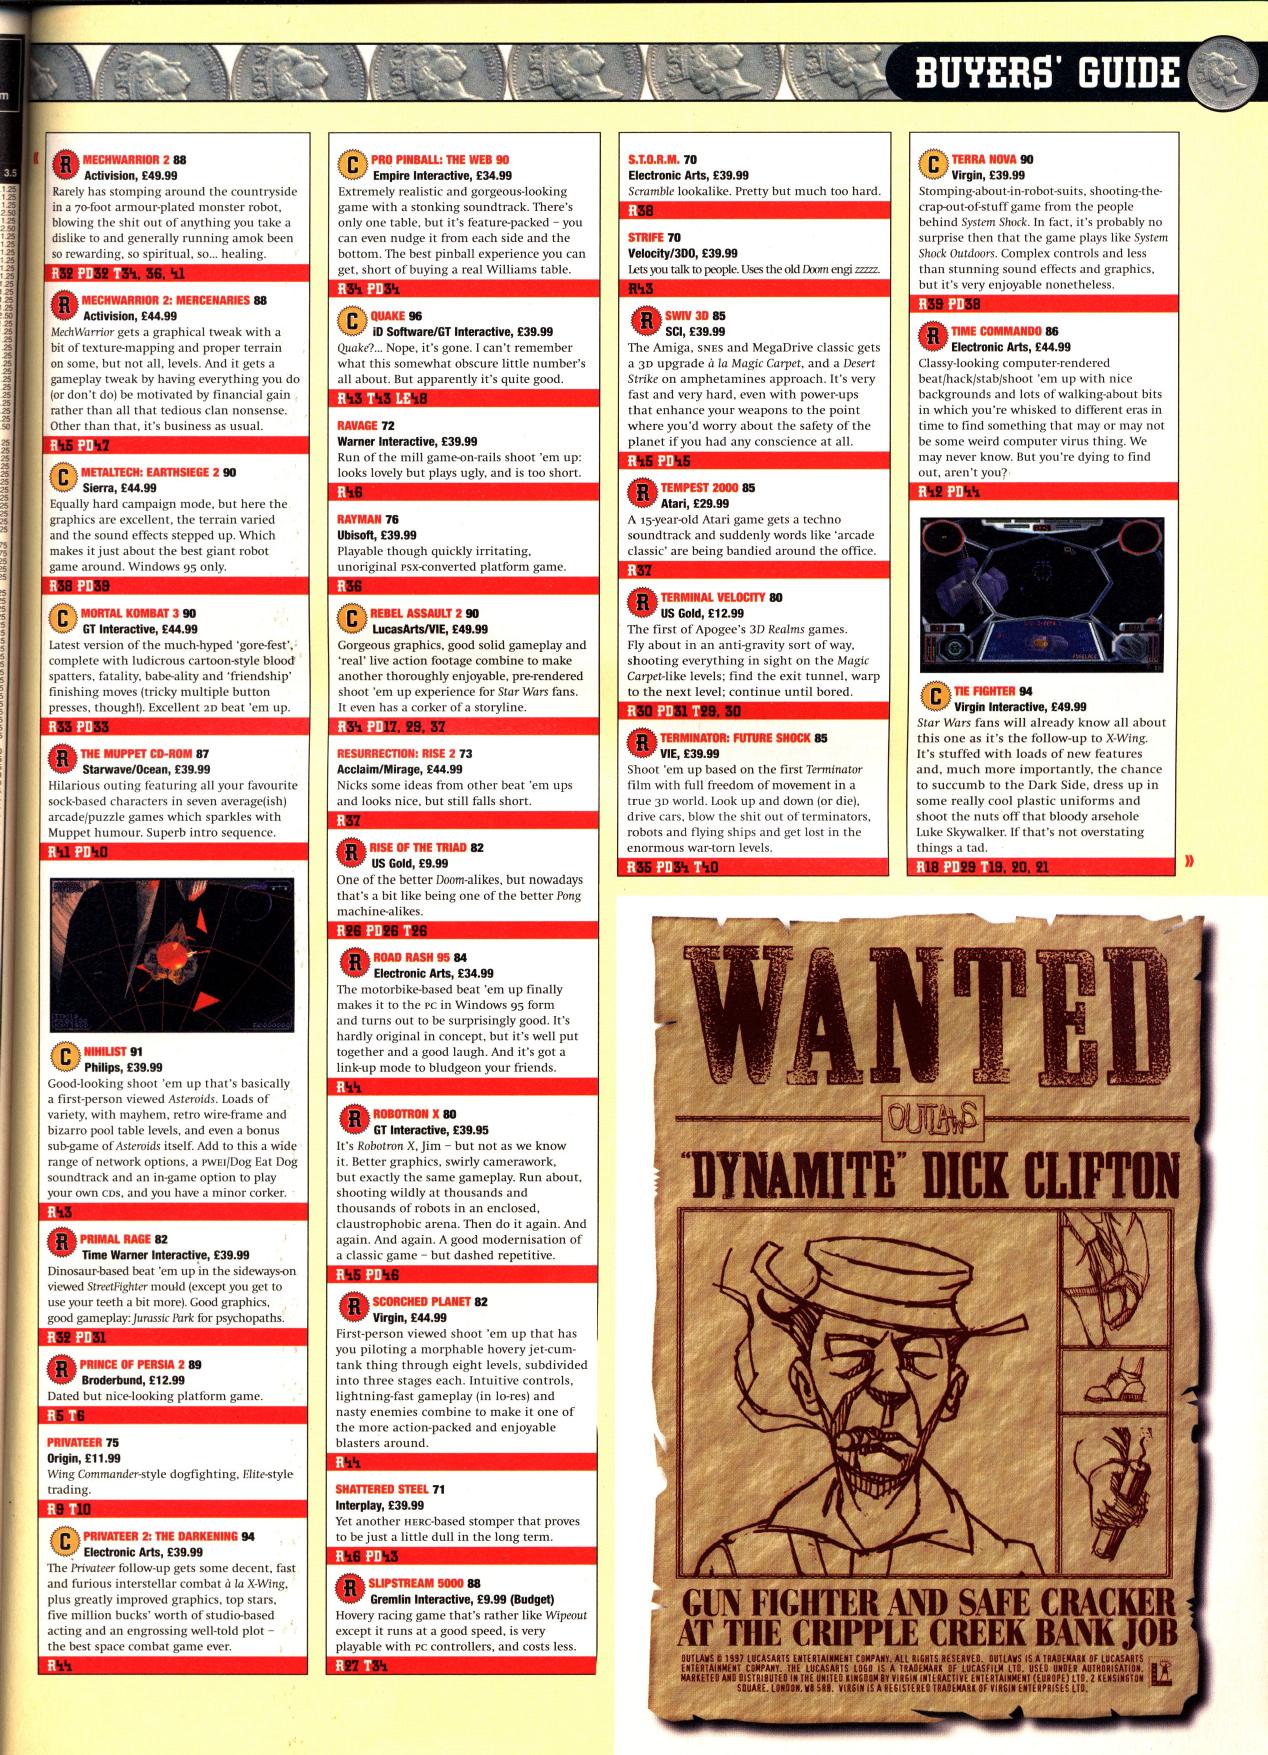 BUYERS' GUIDE
MECHWARRIOR 2 88
Activision, £49.99
Rarely has stomping around the countryside
in a 70-foot armour-plated monster robot,
blowing the shit out of anything you take a
dislike to and generally running amok been
so rewarding, so spiritual, so... healing.
R32 PD32 T34, 36, 41
MECHWARRIOR 2: MERCENARIES 88
Activision, £44.99
MechWarrior gets a graphical tweak with a
bit of texture-mapping and proper terrain
on some, but not all, levels. And it gets a
gameplay tweak by having everything you do
(or don't do) be motivated by financial gain
rather than all that tedious clan nonsense.
Other than that, it's business as usual.
R45 PD47
METALTECH: EARTHSIEGE 2 90
Sierra, £44.99
Equally hard campaign mode, but here the
graphics are excellent, the terrain varied
and the sound effects stepped up. Which
makes it just about the best giant robot
game around. Windows 95 only.
R38 PD39
MORTAL KOMBAT 3 90
GT Interactive, £44.99
Latest version of the much-hyped 'gore-fest',
complete with ludicrous cartoon-style blood
spatters, fatality, babe-ality and 'friendship'
finishing moves (tricky multiple button
presses, though!). Excellent 2D beat 'em up.
R33 PD33
THE MUPPET CD-ROM 87
Starwave/Ocean, £39.99
Hilarious outing featuring all your favourite
sock-based characters in seven average(ish)
arcade/puzzle games which sparkles with
Muppet humour. Superb intro sequence.
R41 PD40
NIHILIST 91
Philips, £39.99
Good-looking shoot 'em up that's basically
a first-person viewed Asteroids. Loads of
variety, with mayhem, retro wire-frame and
bizarro pool table levels, and even a bonus
sub-game of Asteroids itself. Add to this a wide
range of network options, a PWEI/Dog Eat Dog
soundtrack and an in-game option to play
your own CDs, and you have a minor corker.
R43
PRIMAL RAGE 82
Time Warner Interactive, £39.99
Dinosaur-based beat 'em up in the sideways-on
viewed StreetFighter mould (except you get to
use your teeth a bit more). Good graphics,
good gameplay: Jurassic Park for psychopaths.
R32 PD31
PRINCE OF PERSIA 2 89
Broderbund, £12.99
Dated but nice-looking platform game.
R5 T6
PRIVATEER 75
Origin, £11.99
Wing Commander-style dogfighting, Elite-style
trading.
R9 T10
PRIVATEER 2: THE DARKENING 94
Electronic Arts, £39.99
The Privateer follow-up gets some decent, fast
and furious interstellar combat à la X-Wing,
plus greatly improved graphics, top stars,
five million bucks' worth of studio-based
acting and an engrossing well-told plot –
the best space combat game ever.
R44
PRO PINBALL: THE WEB 90
Empire Interactive, £34.99
Extremely realistic and gorgeous-looking
game with a stonking soundtrack. There's
only one table, but it's feature-packed – you
can even nudge it from each side and the
bottom. The best pinball experience you can
get, short of buying a real Williams table.
R34 PD34
QUAKE 96
iD Software/GT Interactive, £39.99
Quake?... Nope, it's gone. I can't remember
what this somewhat obscure little number's
all about. But apparently it's quite good.
R43 T43 LE48
RAVAGE 72
Warner Interactive, £39.99
Run of the mill game-on-rails shoot 'em up:
looks lovely but plays ugly, and is too short.
R46
RAYMAN 76
Ubisoft, £39.99
Playable though quickly irritating,
unoriginal PSX-converted platform game.
R36
REBEL ASSAULT 2 90
LucasArts/VIE, £49.99
Gorgeous graphics, good solid gameplay and
'real' live action footage combine to make
another thoroughly enjoyable, pre-rendered
shoot 'em up experience for Star Wars fans.
It even has a corker of a storyline.
R34 PD17, 29, 37
RESURRECTION: RISE 2 73
Acclaim/Mirage, £44.99
Nicks some ideas from other beat 'em ups
and looks nice, but still falls short.
R37
RISE OF THE TRIAD 82
US Gold, £9.99
One of the better Doom-alikes, but nowadays
that's a bit like being one of the better Pong
machine-alikes.
R26 PD26 T26
ROAD RASH 95 84
Electronic Arts, £34.99
The motorbike-based beat 'em up finally
makes it to the PC in Windows 95 form
and turns out to be surprisingly good. It's
hardly original in concept, but it's well put
together and a good laugh. And it's got a
link-up mode to bludgeon your friends.
R44
ROBOTRON X 80
GT Interactive, £39.95
It's Robotron X, Jim – but not as we know
it. Better graphics, swirly camerawork,
but exactly the same gameplay. Run about,
shooting wildly at thousands and
thousands of robots in an enclosed,
claustrophobic arena. Then do it again. And
again. And again. A good modernisation of
a classic game – but dashed repetitive.
R45 PD46
SCORCHED PLANET 82
Virgin, £44.99
First-person viewed shoot 'em up that has
you piloting a morphable hovery jet-cum-
tank thing through eight levels, subdivided
into three stages each. Intuitive controls,
lightning-fast gameplay (in lo-res) and
nasty enemies combine to make it one of
the more action-packed and enjoyable
blasters around.
R44
SHATTERED STEEL 71
Interplay, £39.99
Yet another HERC-based stomper that proves
to be just a little dull in the long term.
R46 PD43
SLIPSTREAM 5000 88
Gremlin Interactive, £9.99 (Budget)
Hovery racing game that's rather like Wipeout
except it runs at a good speed, is very
playable with PC controllers, and costs less.
R27 T34
S.T.O.R.M. 70
Electronic Arts, £39.99
Scramble lookalike. Pretty but much too hard.
R38
STRIFE 70
Velocity/3D0, £39.99
Lets you talk to people. Uses the old Doom engi zzzzz.
R43
SWIV 3D 85
SCI, £39.99
The Amiga, SNES and MegaDrive classic gets
a 3D upgrade à la Magic Carpet, and a Desert
Strike on amphetamines approach. It's very
fast and very hard, even with power-ups
that enhance your weapons to the point
where you'd worry about the safety of the
planet if you had any conscience at all.
R45 PD45
TEMPEST 2000 85
Atari, £29.99
A 15-year-old Atari game gets a techno
soundtrack and suddenly words like 'arcade
classic' are being bandied around the office.
R37
TERMINAL VELOCITY 80
US Gold, £12.99
The first of Apogee's 3D Realms games.
Fly about in an anti-gravity sort of way,
shooting everything in sight on the Magic
Carpet-like levels; find the exit tunnel, warp
to the next level; continue until bored.
R30 PD31 T29, 30
TERMINATOR: FUTURE SHOCK 85
VIE, £39.99
Shoot 'em up based on the first Terminator
film with full freedom of movement in a
true 3D world. Look up and down (or die),
drive cars, blow the shit out of terminators,
robots and flying ships and get lost in the
enormous war-torn levels.
R35 PD34 T40
TERRA NOVA 90
Virgin, £39.99
Stomping-about-in-robot-suits, shooting-the-
crap-out-of-stuff game from the people
behind System Shock. In fact, it's probably no
surprise then that the game plays like System
Shock Outdoors. Complex controls and less
than stunning sound effects and graphics,
but it's very enjoyable nonetheless.
R39 PD38
TIME COMMANDO 86
Electronic Arts, £44.99
Classy-looking computer-rendered
beat/hack/stab/shoot 'em up with nice
backgrounds and lots of walking-about bits
in which you're whisked to different eras in
time to find something that may or may not
be some weird computer virus thing. We
may never know. But you're dying to find
out, aren't you?
R42 PD44
TIE FIGHTER 94
Virgin Interactive, £49.99
Star Wars fans will already know all about
this one as it's the follow-up to X-Wing.
It's stuffed with loads of new features
and, much more importantly, the chance
to succumb to the Dark Side, dress up in
some really cool plastic uniforms and
shoot the nuts off that bloody arsehole
Luke Skywalker. If that's not overstating
things a tad.
R18 PD29 T19, 20, 21
WANTED
OUTLAWS
"DYNAMITE" DICK CLIFTON
GUN FIGHTER AND SAFE CRACKER
AT THE CRIPPLE CREEK BANK JOB
OUTLAWS © 1997 LUCASARTS ENTERTAINMENT COMPANY. ALL RIGHTS RESERVED. OUTLAWS IS A TRADEMARK OF LUCASARTS
ENTERTAINMENT COMPANY. THE LUCASARTS LOGO IS A TRADEMARK OF LUCASFILM LTD. USED UNDER AUTHORISATION.
MARKETED AND DISTRIBUTED IN THE UNITED KINGDOM BY VIRGIN INTERACTIVE ENTERTAINMENT (EUROPE) LTD. 2 KENSINGTON
SQUARE. LONDON. W8 5RB. VIRGIN IS A REGISTERED TRADEMARK OF VIRGIN ENTERPRISES LTD.